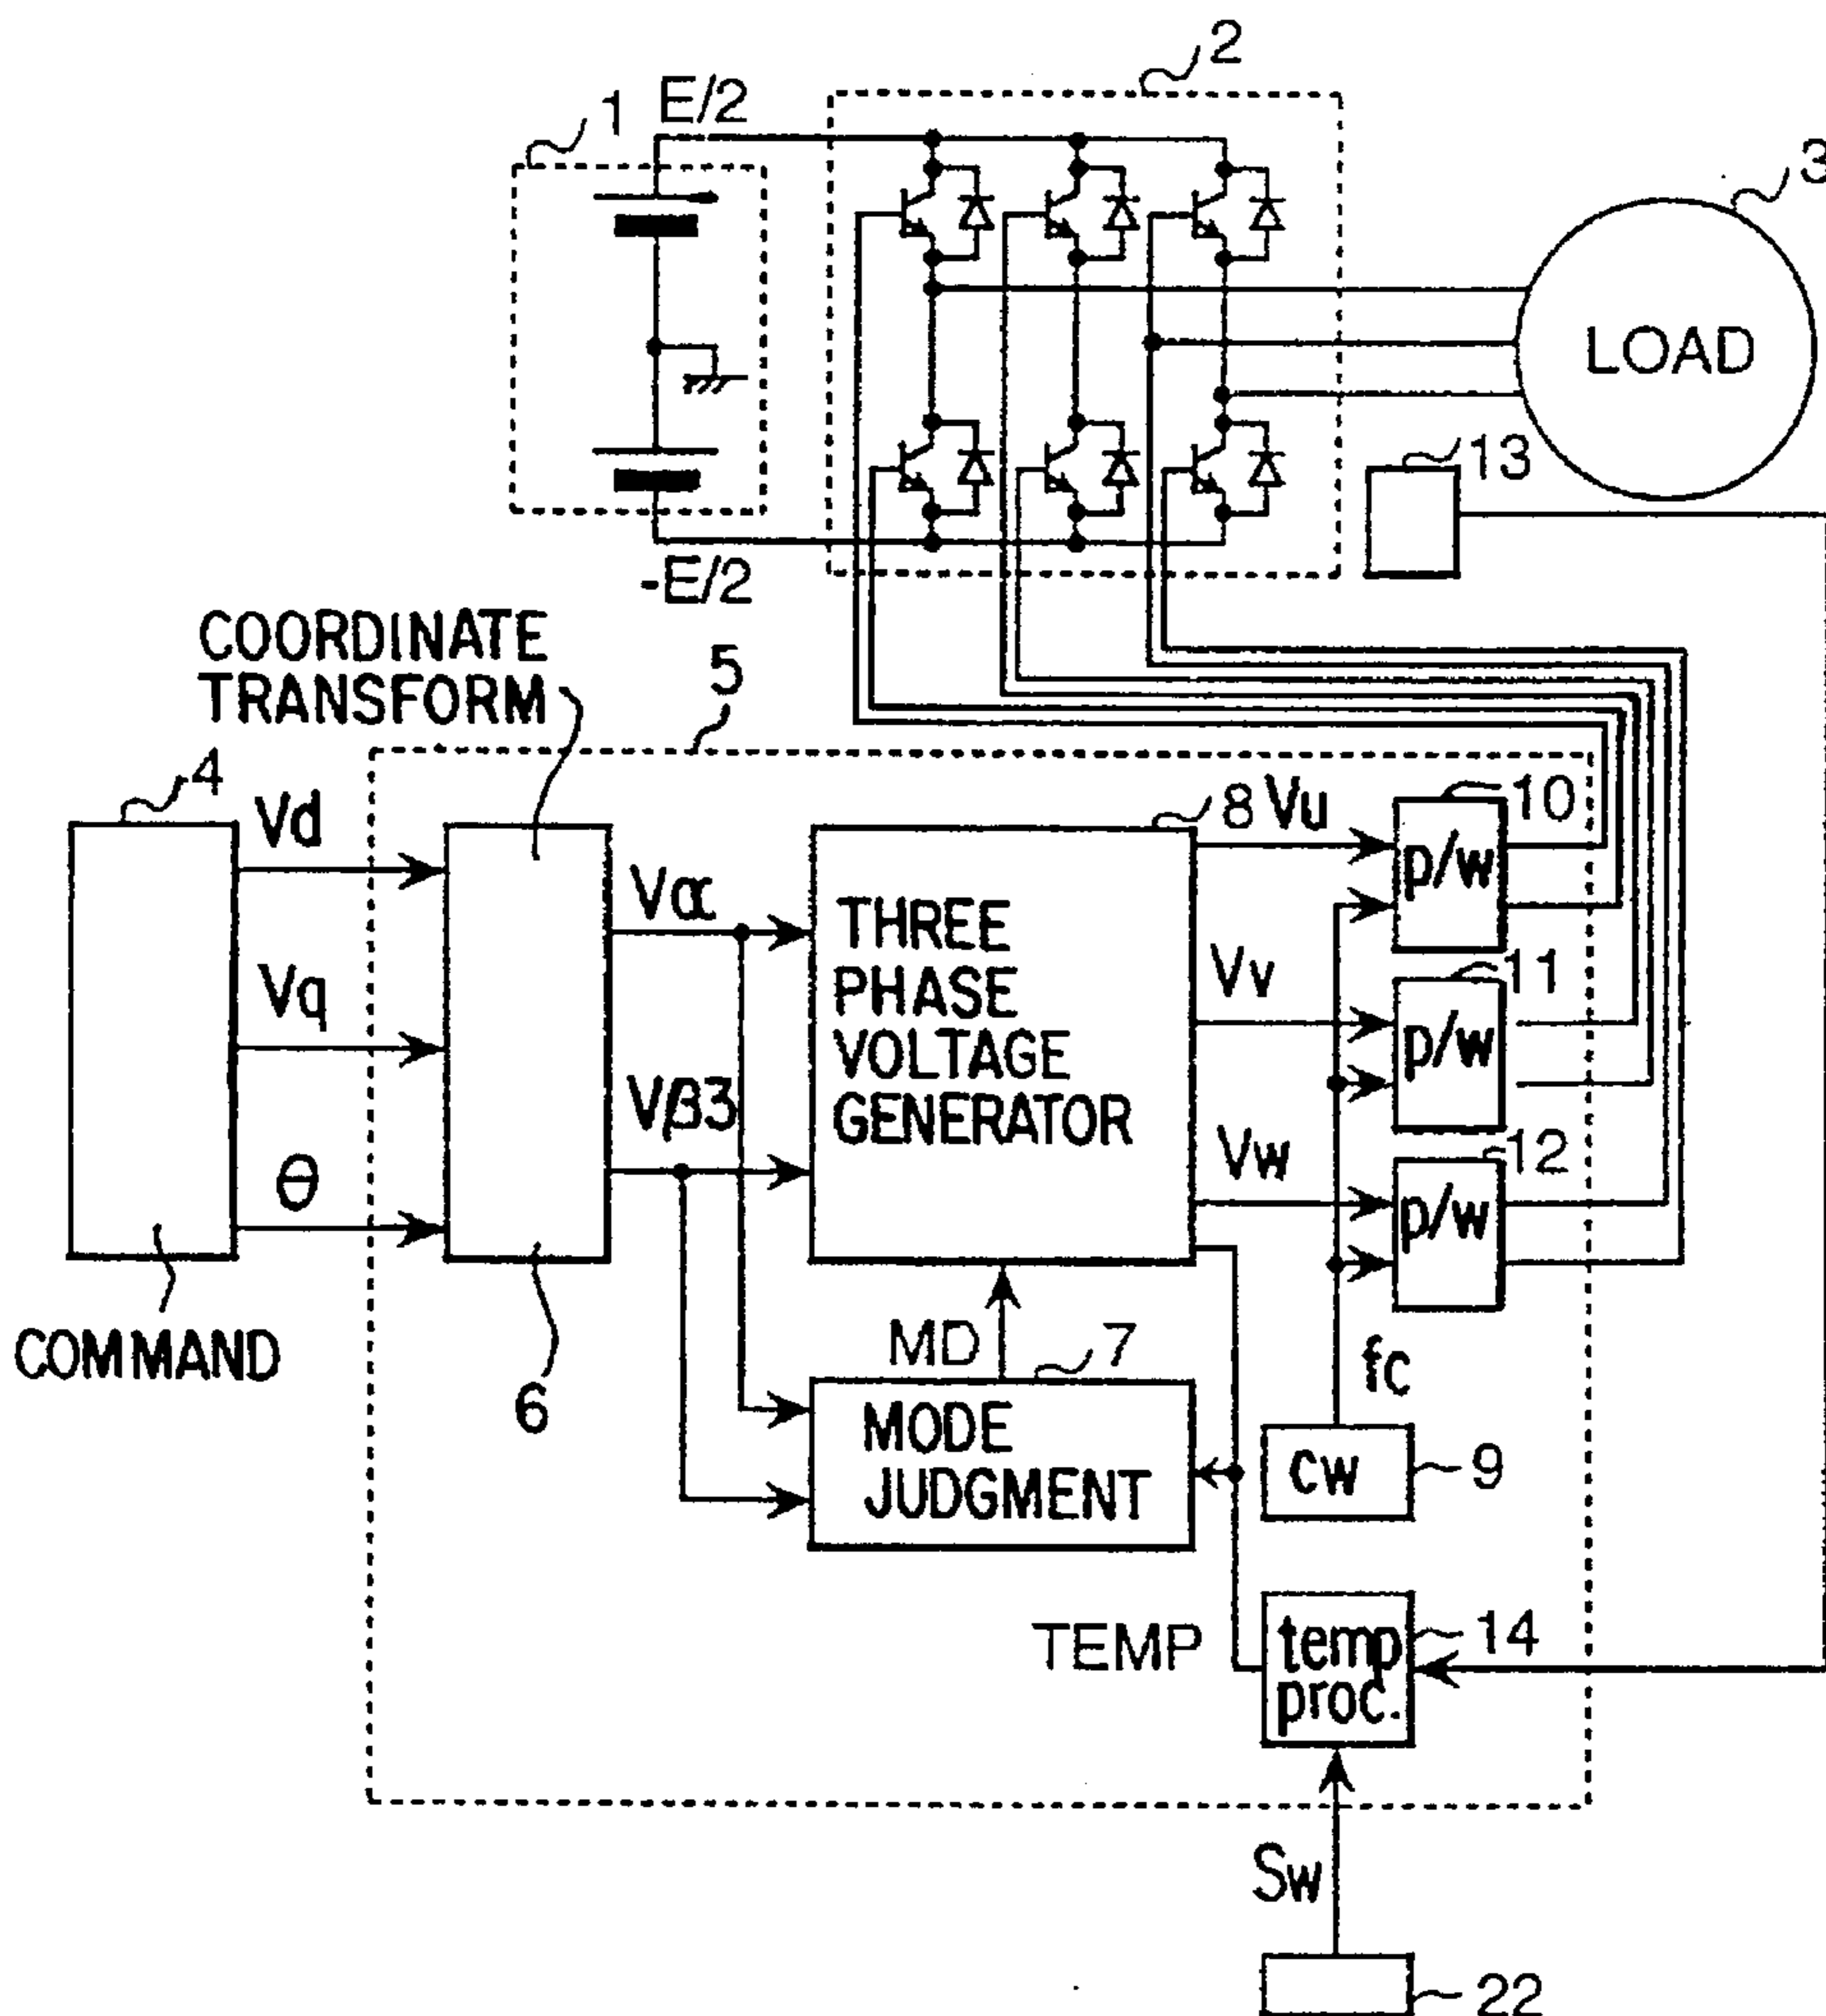 2
1
E/2
3
LOAD
13
-E/2
COORDINATE
TRANSFORM
5
4
Vd
8
Vu
10
p/w
Vα
THREE
PHASE
VOLTAGE
GENERATOR
Vq
Vv
11
p/w
Vβ3
Vw
12
p/w
θ
COMMAND
6
MD
7
fc
MODE
JUDGMENT
cw
9
TEMP
temp
proc.
14
Sw
22